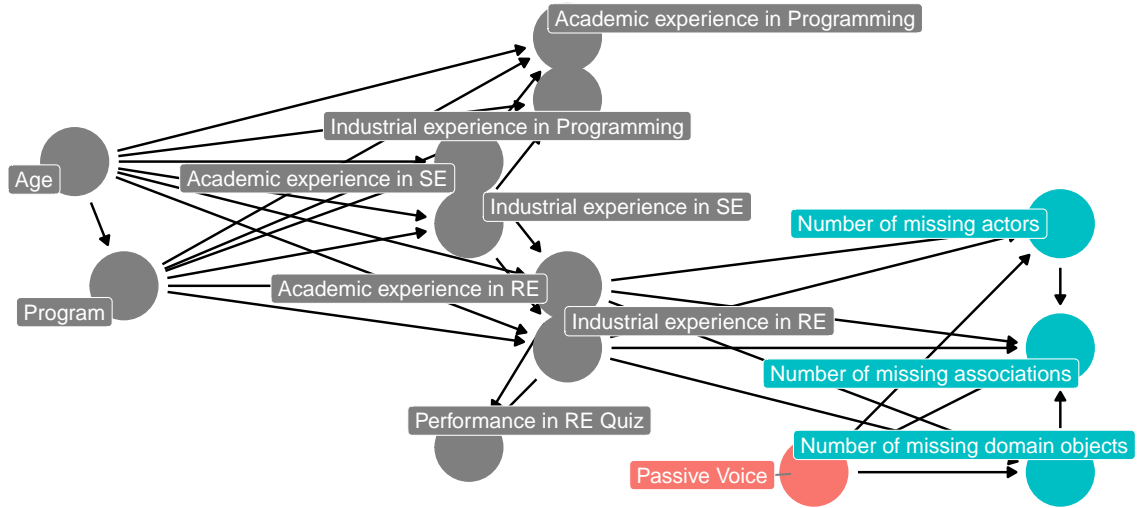 Academic experience in Programming
Industrial experience in Programming
Age
Academic experience in SE
Industrial experience in SE
Number of missing actors
Academic experience in RE
Program
Industrial experience in RE
Number of missing associations
Performance in RE Quiz
Number of missing domain objects
Passive Voice